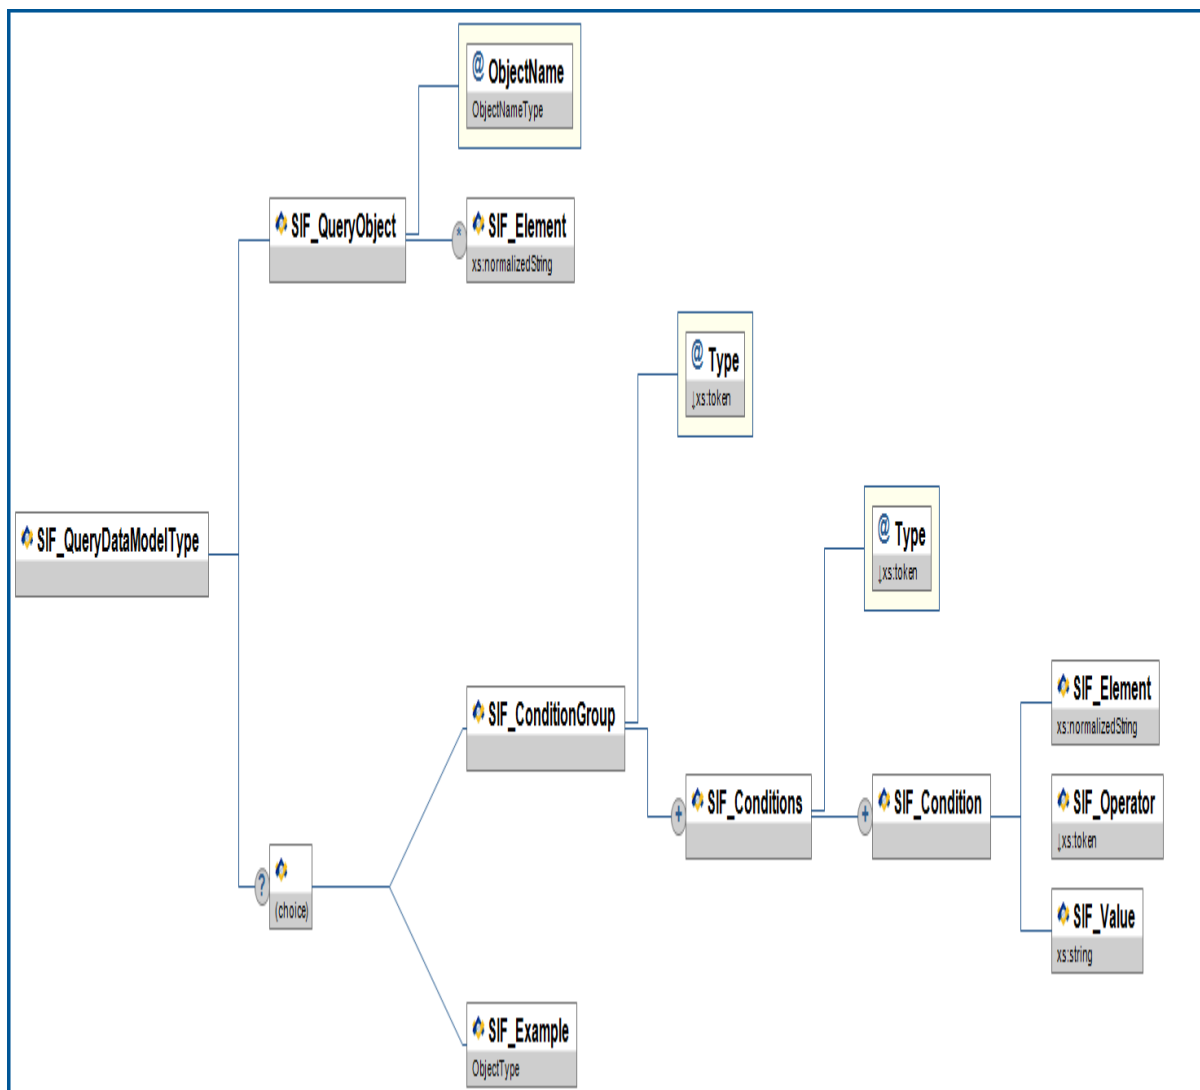 @ ObjectName
ObjectNameType
SIF_QueryObject
* SIF_Element
xs:normalizedString
@ Type
↓xs:token
@ Type
↓xs:token
SIF_QueryDataModelType
SIF_Element
xs:normalizedString
SIF_ConditionGroup
+ SIF_Conditions
+ SIF_Condition
SIF_Operator
↓xs:token
?
(choice)
SIF_Value
xs:string
SIF_Example
ObjectType